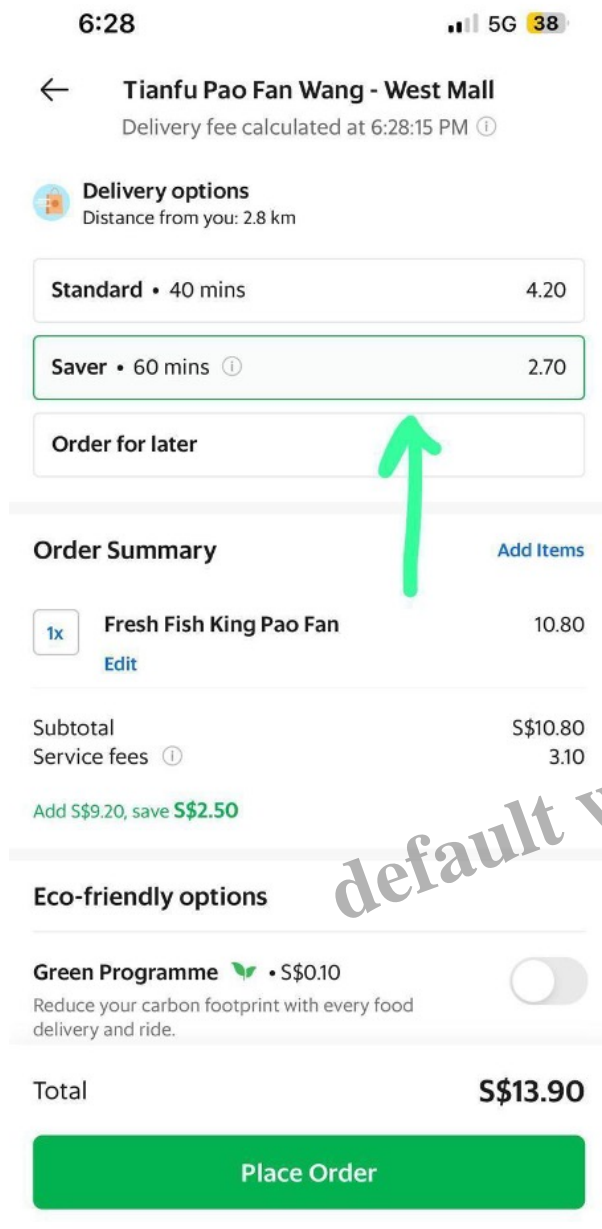 6:28 5G 38
Tianfu Pao Fan Wang - West Mall
Delivery fee calculated at 6:28:15 PM
Delivery options
Distance from you: 2.8 km
Standard • 40 mins 4.20
Saver • 60 mins 2.70
Order for later
Order Summary Add Items
1x Fresh Fish King Pao Fan 10.80
Edit
Subtotal S$10.80
Service fees 3.10
Add S$9.20, save S$2.50
default
Eco-friendly options
Green Programme • S$0.10
Reduce your carbon footprint with every food
delivery and ride.
Total S$13.90
Place Order